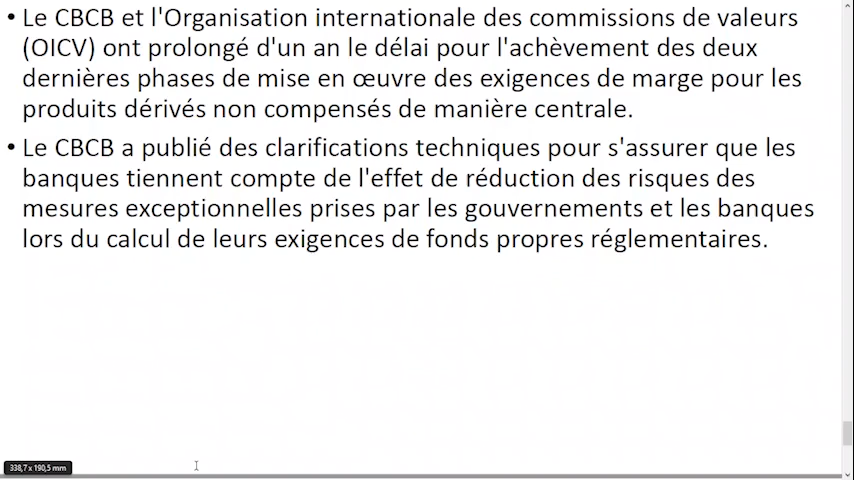 • Le CBCB et l'Organisation internationale des commissions de valeurs
(OICV) ont prolongé d'un an le délai pour l'achèvement des deux
dernières phases de mise en œuvre des exigences de marge pour les
produits dérivés non compensés de manière centrale.
• Le CBCB a publié des clarifications techniques pour s'assurer que les
banques tiennent compte de l'effet de réduction des risques des
mesures exceptionnelles prises par les gouvernements et les banques
lors du calcul de leurs exigences de fonds propres réglementaires.
338,7 x 190,5 mm